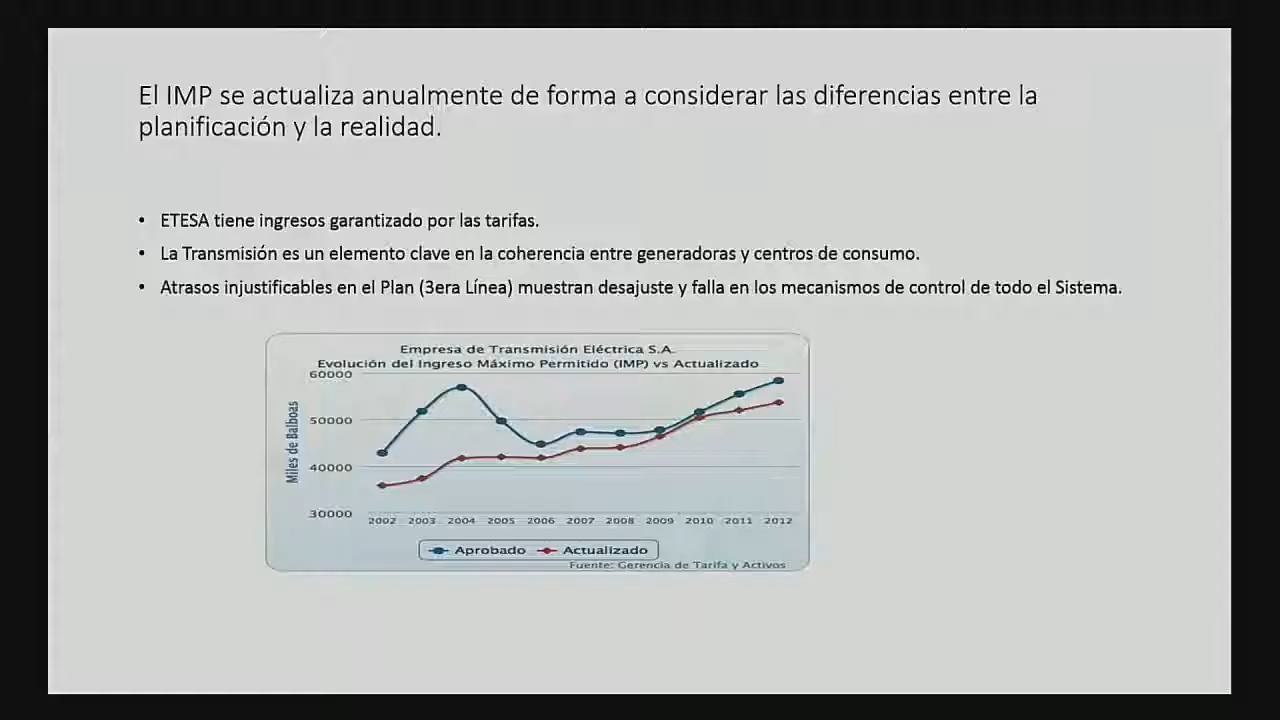 El IMP se actualiza anualmente de forma a considerar las diferencias entre la
planificación y la realidad.
• ETESA tiene ingresos garantizado por las tarifas.
• La Transmisión es un elemento clave en la coherencia entre generadoras y centros de consumo.
• Atrasos injustificables en el Plan (3era Línea) muestran desajuste y falla en los mecanismos de control de todo el Sistema.
Empresa de Transmisión Eléctrica S.A.
Evolución del Ingreso Máximo Permitido (IMP) vs Actualizado
Miles de Balboas
60000
50000
40000
30000
2002 2003 2004 2005 2006 2007 2008 2009 2010 2011 2012
Aprobado Actualizado
Fuente: Gerencia de Tarifa y Activos